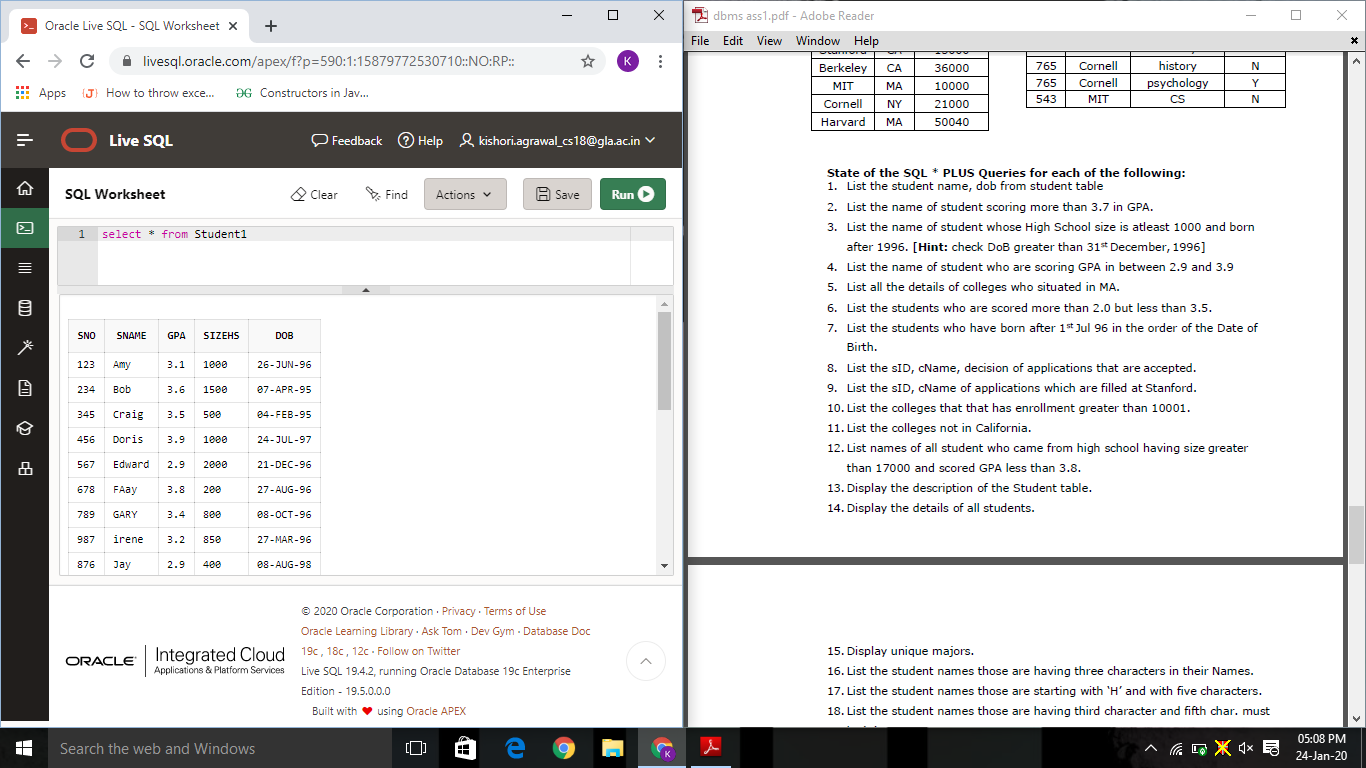 Oracle Live SQL - SQL Worksheet
livesql.oracle.com/apex/f?p=590:1:15879772530710::NO:RP::
K
Apps (J) How to throw exce... GG Constructors in Jav...
Live SQL Feedback Help kishori.agrawal_cs18@gla.ac.in
SQL Worksheet Clear Find Actions Save Run
1 select * from Student1
SNO SNAME GPA SIZEHS DOB
123 Amy 3.1 1000 26-JUN-96
234 Bob 3.6 1500 07-APR-95
345 Craig 3.5 500 04-FEB-95
456 Doris 3.9 1000 24-JUL-97
567 Edward 2.9 2000 21-DEC-96
678 FAay 3.8 200 27-AUG-96
789 GARY 3.4 800 08-OCT-96
987 irene 3.2 850 27-MAR-96
876 Jay 2.9 400 08-AUG-98
© 2020 Oracle Corporation · Privacy · Terms of Use
Oracle Learning Library · Ask Tom · Dev Gym · Database Doc
19c , 18c , 12c · Follow on Twitter
Live SQL 19.4.2, running Oracle Database 19c Enterprise
Edition - 19.5.0.0.0
Built with ❤ using Oracle APEX
ORACLE Integrated Cloud
Applications & Platform Services
dbms ass1.pdf - Adobe Reader
File Edit View Window Help
Berkeley CA 36000
MIT MA 10000
Cornell NY 21000
Harvard MA 50040
765 Cornell history N
765 Cornell psychology Y
543 MIT CS N
State of the SQL * PLUS Queries for each of the following:
1. List the student name, dob from student table
2. List the name of student scoring more than 3.7 in GPA.
3. List the name of student whose High School size is atleast 1000 and born
after 1996. [Hint: check DoB greater than 31st December, 1996]
4. List the name of student who are scoring GPA in between 2.9 and 3.9
5. List all the details of colleges who situated in MA.
6. List the students who are scored more than 2.0 but less than 3.5.
7. List the students who have born after 1st Jul 96 in the order of the Date of
Birth.
8. List the sID, cName, decision of applications that are accepted.
9. List the sID, cName of applications which are filled at Stanford.
10. List the colleges that that has enrollment greater than 10001.
11. List the colleges not in California.
12. List names of all student who came from high school having size greater
than 17000 and scored GPA less than 3.8.
13. Display the description of the Student table.
14. Display the details of all students.
15. Display unique majors.
16. List the student names those are having three characters in their Names.
17. List the student names those are starting with ‘H’ and with five characters.
18. List the student names those are having third character and fifth char. must
Search the web and Windows
K
05:08 PM
24-Jan-20